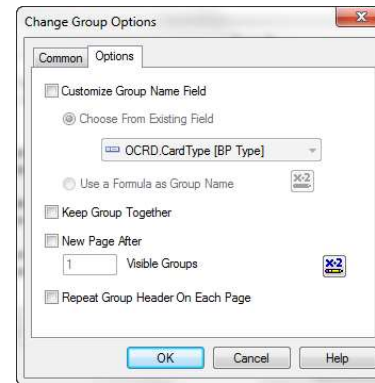 Change Group Options
Common Options
Customize Group Name Field
Choose From Existing Field
OCRD.CardType [BP Type]
Use a Formula as Group Name
x-2
Keep Group Together
New Page After
1 Visible Groups
x-2
Repeat Group Header On Each Page
OK Cancel Help